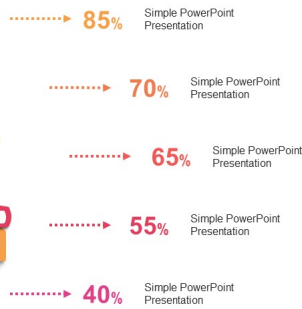 85%
Simple PowerPoint
Presentation
70%
Simple PowerPoint
Presentation
65%
Simple PowerPoint
Presentation
55%
Simple PowerPoint
Presentation
40%
Simple PowerPoint
Presentation